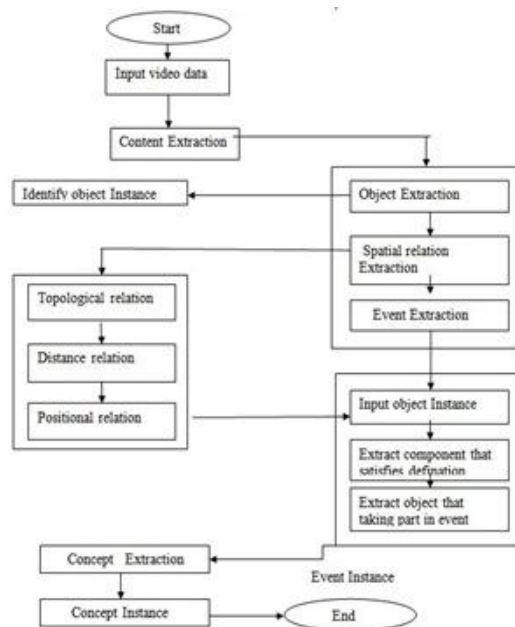 Start
Input video data
Content Extraction
Identify object Instance
Object Extraction
Spatial relation
Extraction
Event Extraction
Topological relation
Distance relation
Positional relation
Input object Instance
Extract component that
satisfies defination
Extract object that
taking part in event
Concept Extraction
Event Instance
Concept Instance
End